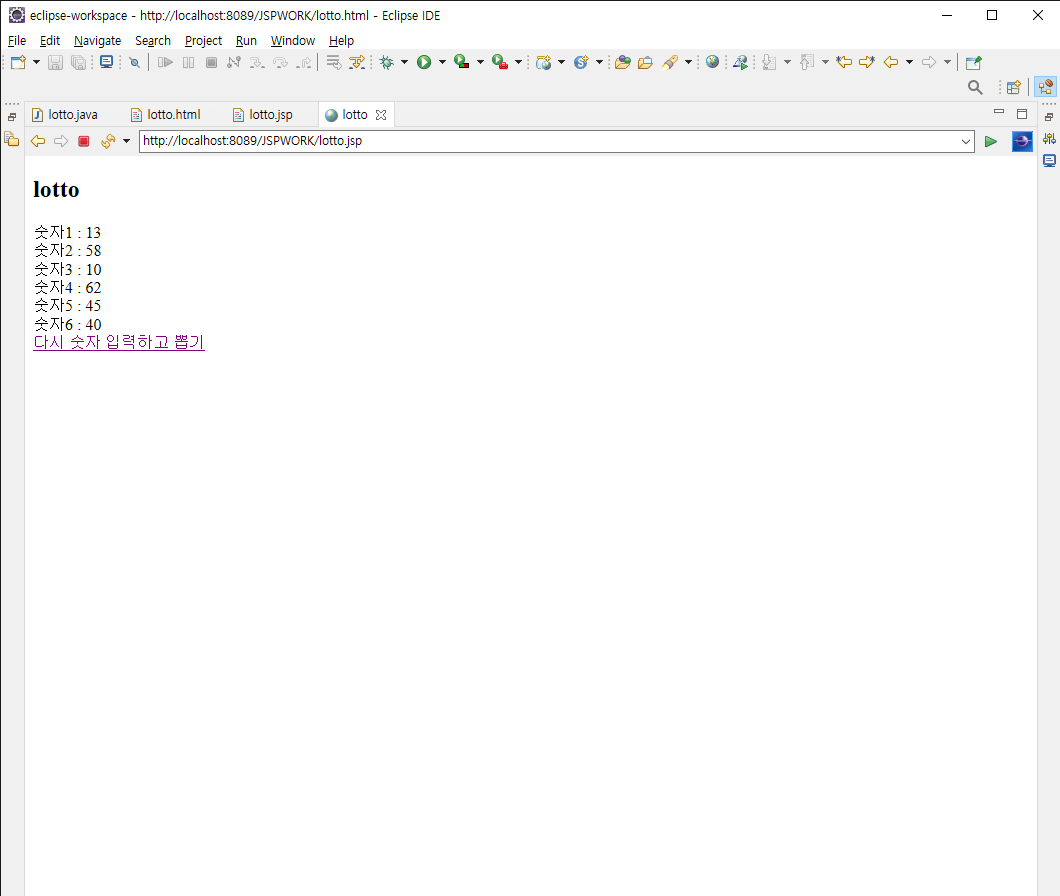 eclipse-workspace - http://localhost:8089/JSPWORK/lotto.html - Eclipse IDE
File Edit Navigate Search Project Run Window Help
lotto.java lotto.html lotto.jsp lotto
http://localhost:8089/JSPWORK/lotto.jsp
lotto
숫자1 : 13
숫자2 : 58
숫자3 : 10
숫자4 : 62
숫자5 : 45
숫자6 : 40
다시 숫자 입력하고 뽑기